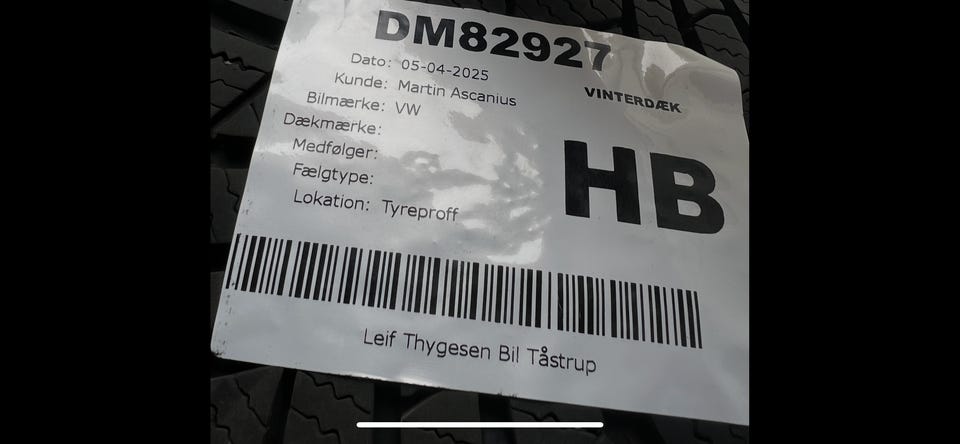 DM82927
Dato: 05-04-2025
Kunde: Martin Ascanius
VINTERDÆK
Bilmærke: VW
Dækmærke:
Medfølger:
HB
Fælgtype:
Lokation: Tyreproff
Leif Thygesen Bil Tåstrup